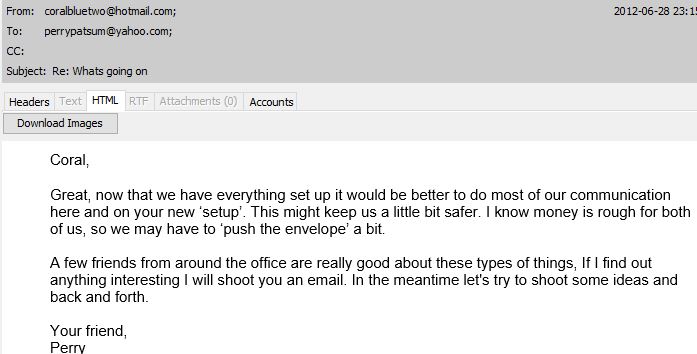 From: coralbluetwo@hotmail.com; 2012-06-28 23:15
To: perrypatsum@yahoo.com;
CC:
Subject: Re: Whats going on
Headers Text HTML RTF Attachments (0) Accounts
Download Images
Coral,
Great, now that we have everything set up it would be better to do most of our communication
here and on your new ‘setup’. This might keep us a little bit safer. I know money is rough for both
of us, so we may have to ‘push the envelope’ a bit.
A few friends from around the office are really good about these types of things, If I find out
anything interesting I will shoot you an email. In the meantime let's try to shoot some ideas and
back and forth.
Your friend,
Perry